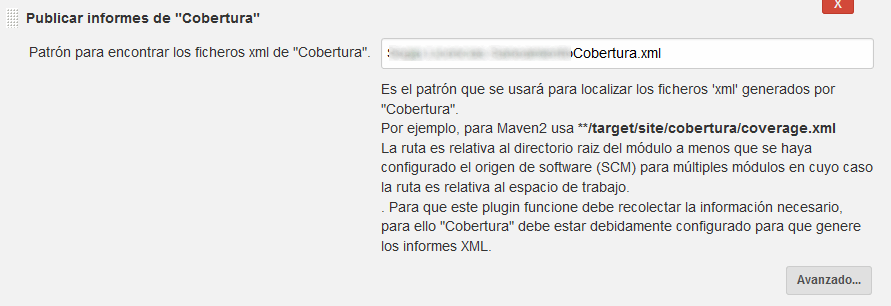 X
Publicar informes de "Cobertura"
Patrón para encontrar los ficheros xml de "Cobertura".
Cobertura.xml
Es el patrón que se usará para localizar los ficheros 'xml' generados por
"Cobertura".
Por ejemplo, para Maven2 usa **/target/site/cobertura/coverage.xml
La ruta es relativa al directorio raiz del módulo a menos que se haya
configurado el origen de software (SCM) para múltiples módulos en cuyo caso
la ruta es relativa al espacio de trabajo.
. Para que este plugin funcione debe recolectar la información necesario,
para ello "Cobertura" debe estar debidamente configurado para que genere
los informes XML.
Avanzado...